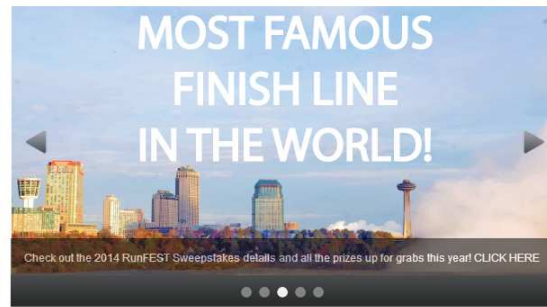 MOST FAMOUS
FINISH LINE
IN THE WORLD!
Check out the 2014 RunFEST Sweepstakes details and all the prizes up for grabs this year! CLICK HERE